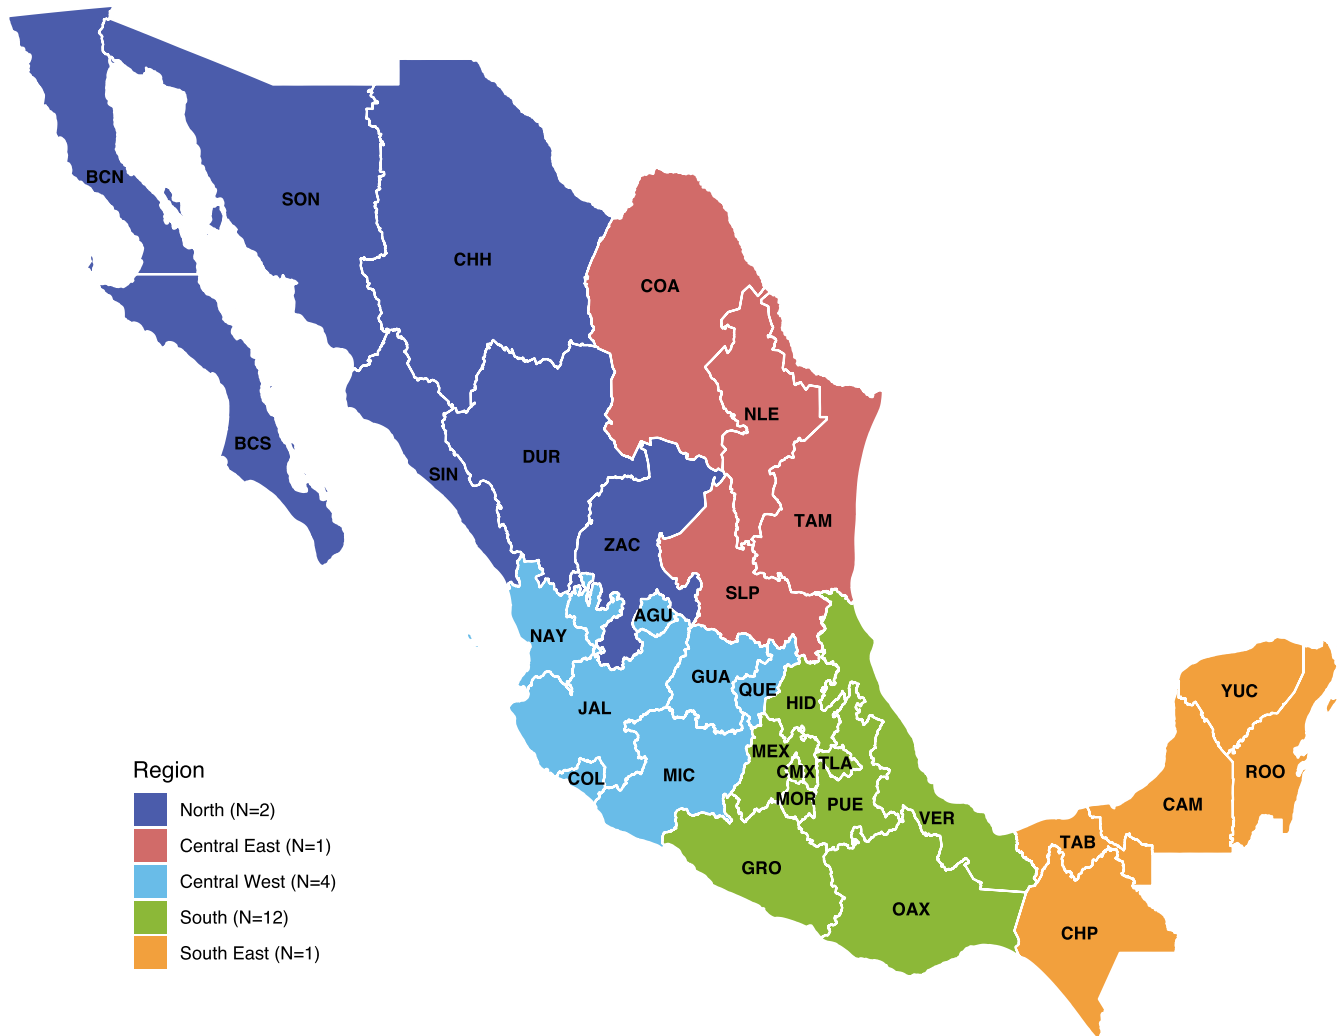 BCN
SON
CHH
COA
NLE
BCS
DUR
SIN
TAM
ZAC
SLP
AGU
NAY
GUA
QUE
YUC
HID
JAL
MEX
TLA
CMX
ROO
COL
MIC
MOR
PUE
CAM
VER
TAB
GRO
OAX
CHP
Region
North (N=2)
Central East (N=1)
Central West (N=4)
South (N=12)
South East (N=1)